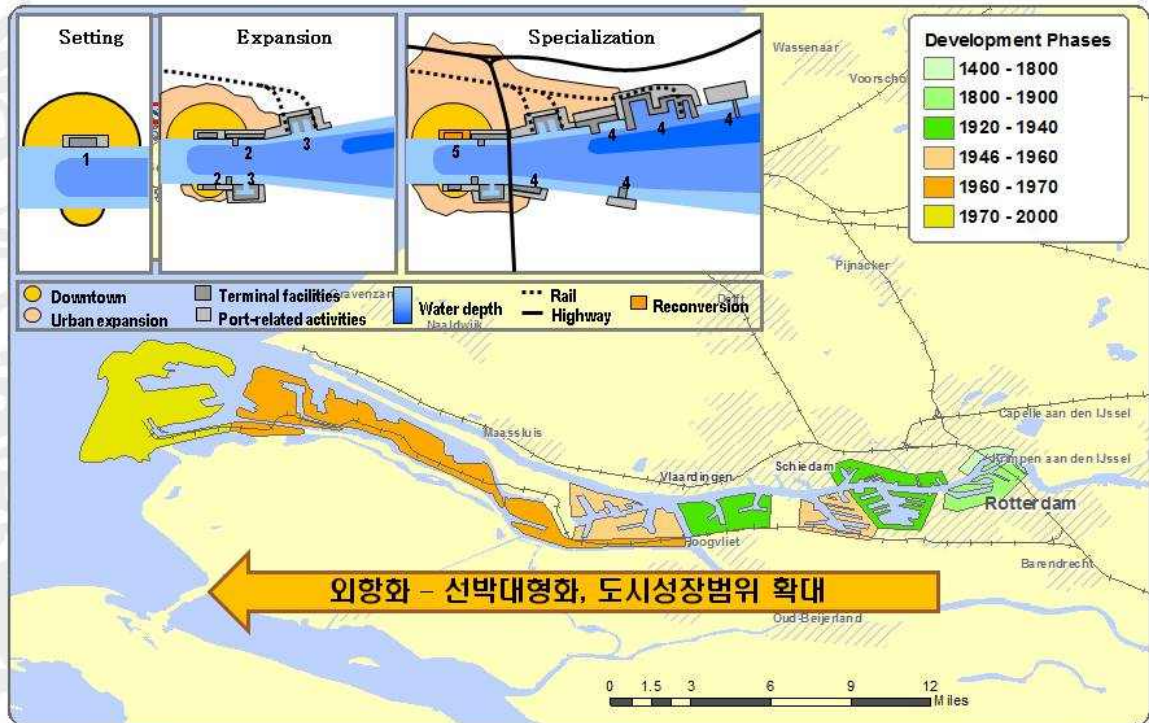 Setting
Expansion
Specialization
1
2
3
2
3
5
4
4
4
4
4
Downtown
Urban expansion
Terminal facilities
Port-related activities
Water depth
Rail
Highway
Reconversion
Development Phases
1400 - 1800
1800 - 1900
1920 - 1940
1946 - 1960
1960 - 1970
1970 - 2000
Wassenaar
Pijnacker
Naaldwijk
Maassluis
Vlaardingen
Schiedam
Capelle aan den IJssel
Krimpen aan den IJssel
Rotterdam
Hoogvliet
Barendrecht
외항화 – 선박대형화, 도시성장범위 확대
Oud-Beijerland
0 1.5 3 6 9 12
Miles